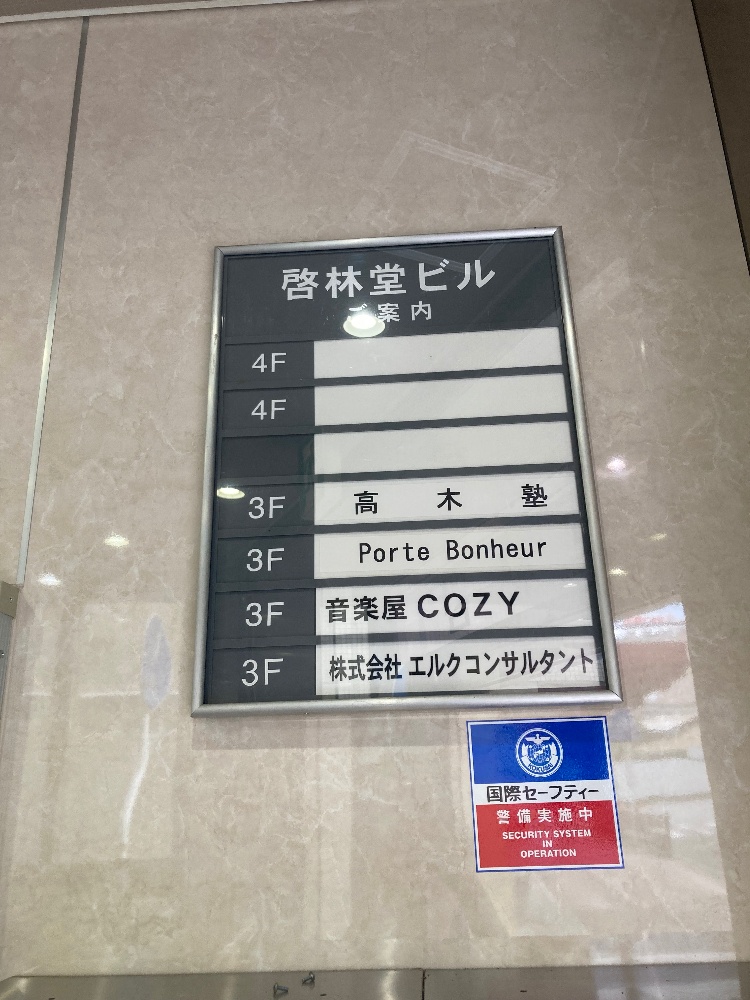 啓林堂ビル
ご案内
4F
4F
3F 高木塾
3F Porte Bonheur
3F 音楽屋 COZY
3F 株式会社 エルクコンサルタント
国際セーフティー
警備実施中
SECURITY SYSTEM
IN
OPERATION